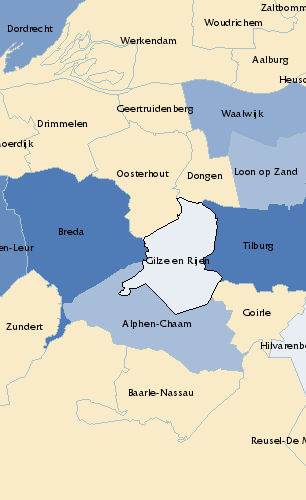 Zaltbomm
Woudrichem
Dordrecht
Werkendam
Aalburg
Heusd
Geertruidenberg
Waalwijk
Drimmelen
oerdijk
Oosterhout
Dongen
Loon op Zand
Breda
en-Leur
Tilburg
Gilze en Rijen
Goirle
Zundert
Alphen-Chaam
Hilvarenb
Baarle-Nassau
Reusel-De M